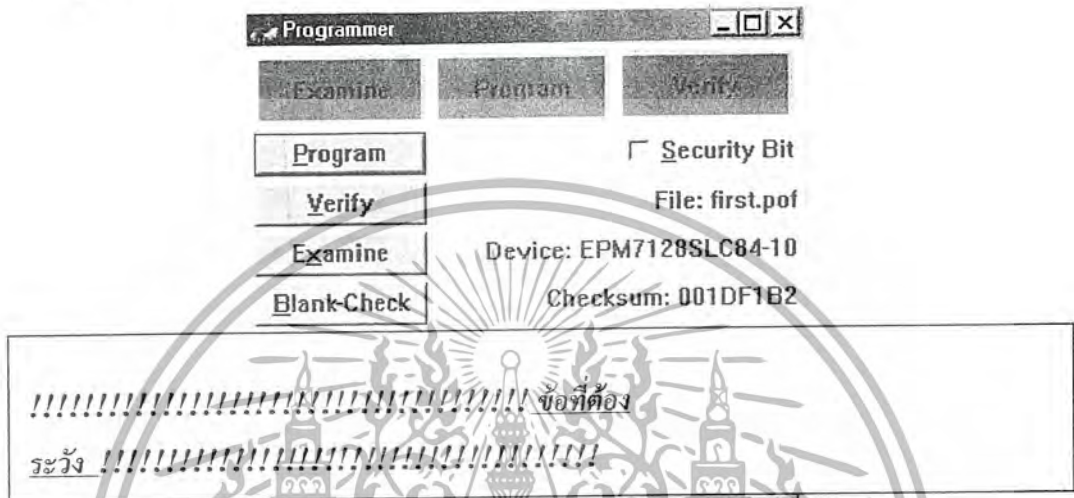 Programmer
Examine Program Verify
Program Security Bit
Verify File: first.pof
Examine Device: EPM7128SLC84-10
Blank-Check Checksum: 001DF1B2
!!!!!!!!!!!!!!!!!!!!!!!!!!!!!!!!!!!!!! ข้อที่ต้อง
ระวัง !!!!!!!!!!!!!!!!!!!!!!!!!!!!!!!!!!!!!!